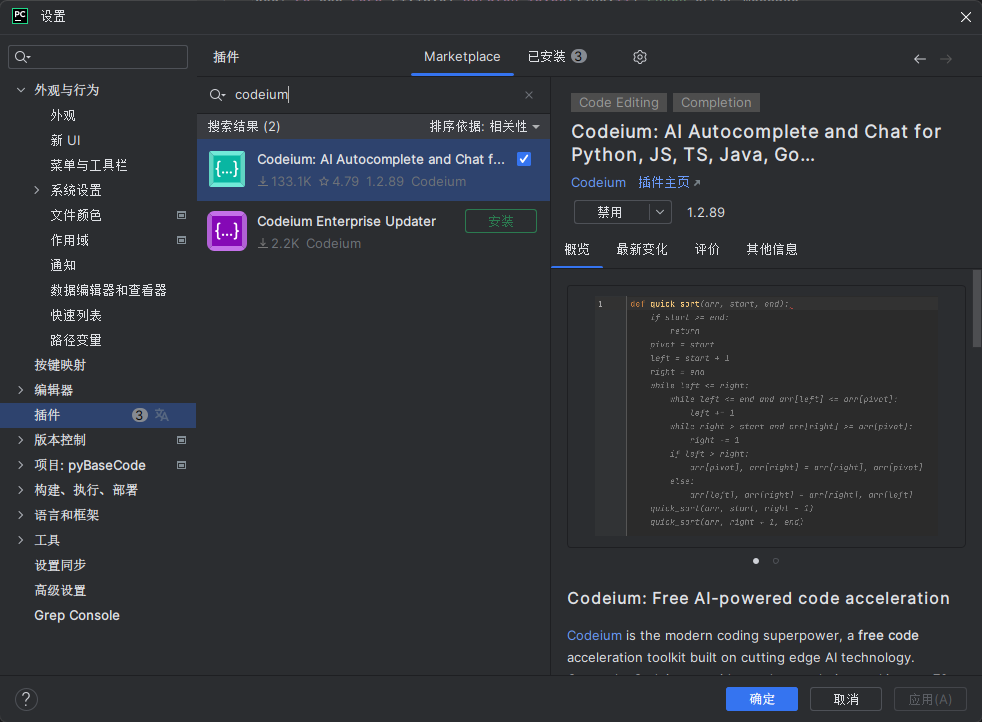 PC 设置
插件
Marketplace
已安装 3
外观与行为
外观
新 UI
菜单与工具栏
系统设置
文件颜色
作用域
通知
数据编辑器和查看器
快速列表
路径变量
按键映射
编辑器
插件 3
版本控制
项目: pyBaseCode
构建、执行、部署
语言和框架
工具
设置同步
高级设置
Grep Console
codeium
搜索结果 (2) 排序依据: 相关性
{...} Codeium: AI Autocomplete and Chat f...
133.1K 4.79 1.2.89 Codeium
{...} Codeium Enterprise Updater 安装
2.2K Codeium
Code Editing Completion
Codeium: AI Autocomplete and Chat for
Python, JS, TS, Java, Go...
Codeium 插件主页
禁用 1.2.89
概览 最新变化 评价 其他信息
1 def quick_sort(arr, start, end):
if start >= end:
return
pivot = start
left = start + 1
right = end
while left <= right:
while left <= end and arr[left] <= arr[pivot]:
left += 1
while right > start and arr[right] >= arr[pivot]:
right -= 1
if left > right:
arr[pivot], arr[right] = arr[right], arr[pivot]
else:
arr[left], arr[right] = arr[right], arr[left]
quick_sort(arr, start, right - 1)
quick_sort(arr, right + 1, end)
Codeium: Free AI-powered code acceleration
Codeium is the modern coding superpower, a free code
acceleration toolkit built on cutting edge AI technology.
?
确定 取消 应用(A)